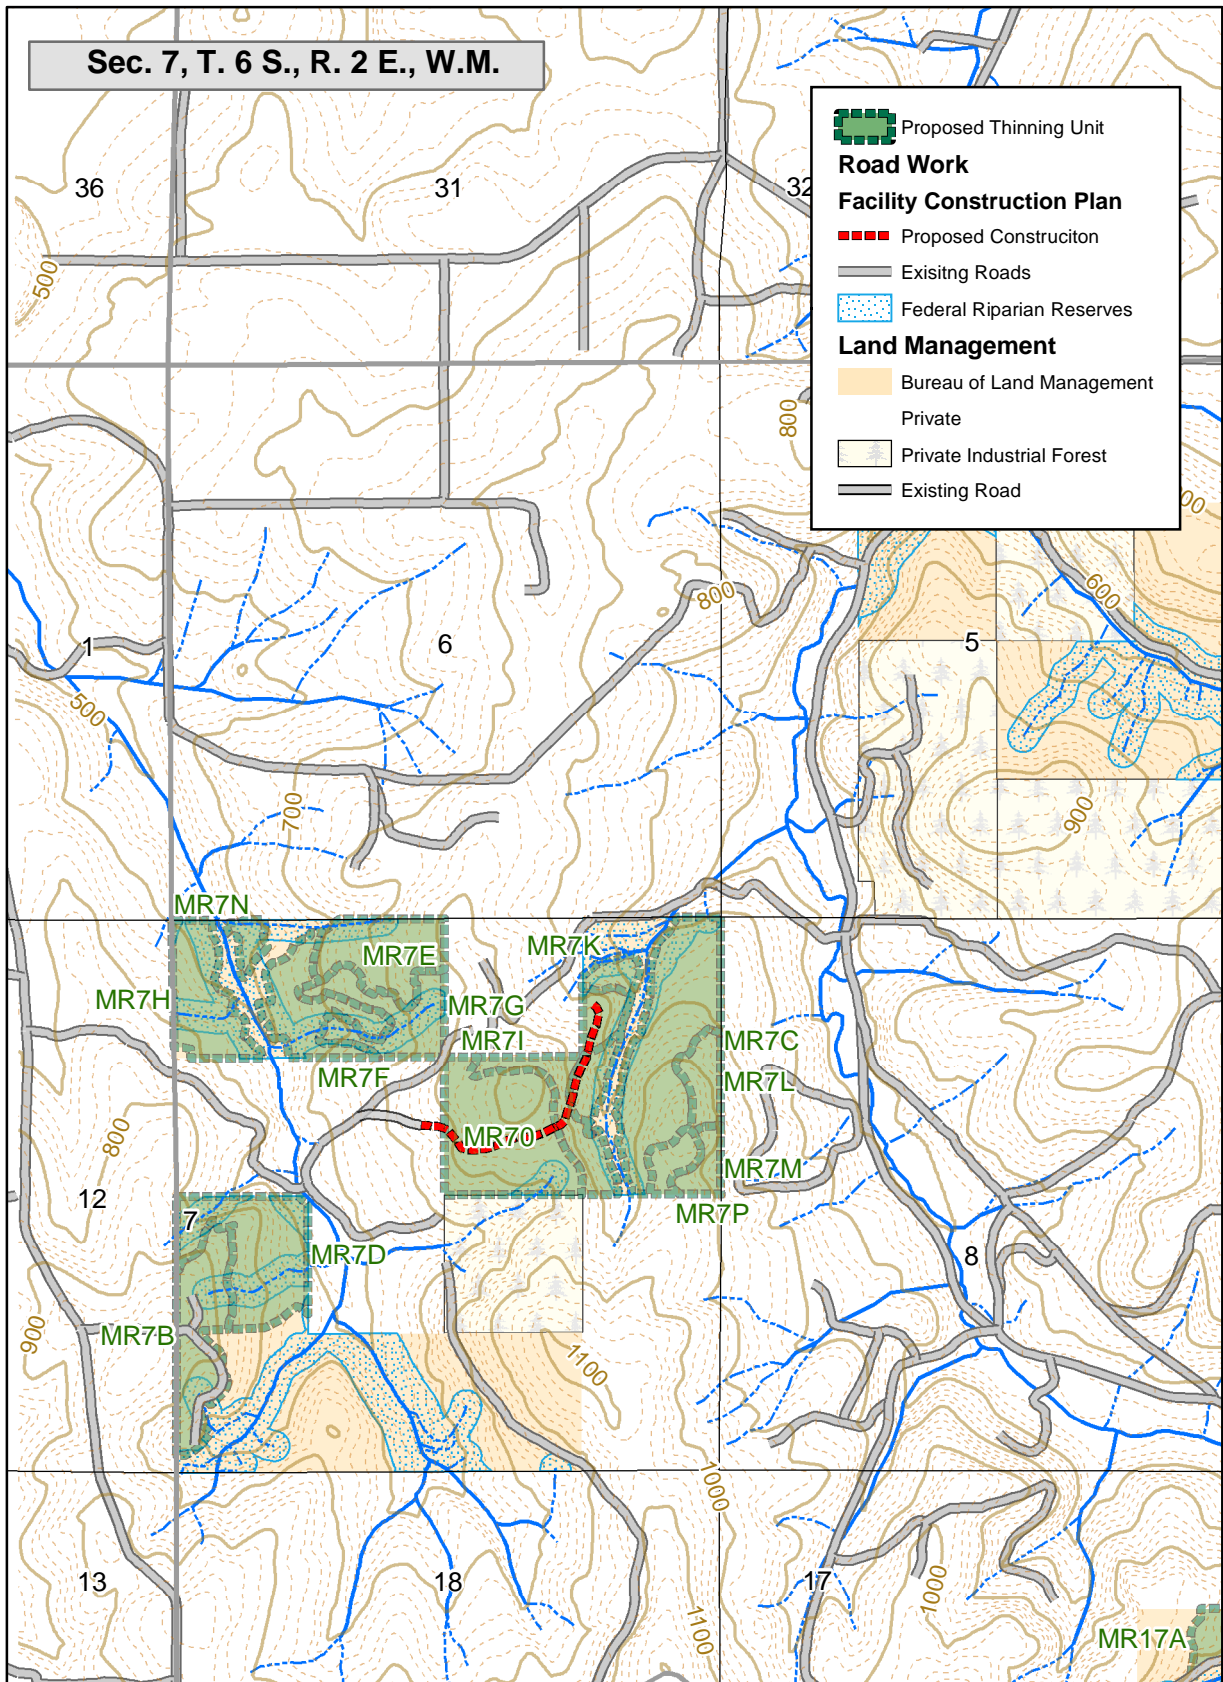 Sec. 7, T. 6 S., R. 2 E., W.M.
Proposed Thinning Unit
Road Work
Facility Construction Plan
Proposed Construciton
Exisitng Roads
Federal Riparian Reserves
Land Management
Bureau of Land Management
Private
Private Industrial Forest
Existing Road
36
31
32
500
800
800
600
1
6
5
500
700
900
MR7N
MR7E
MR7K
MR7H
MR7G
MR7I
MR7C
MR7F
MR7L
800
MR70
MR7M
12
7
MR7P
MR7D
8
900
MR7B
1100
1000
13
18
17
1000
1100
MR17A